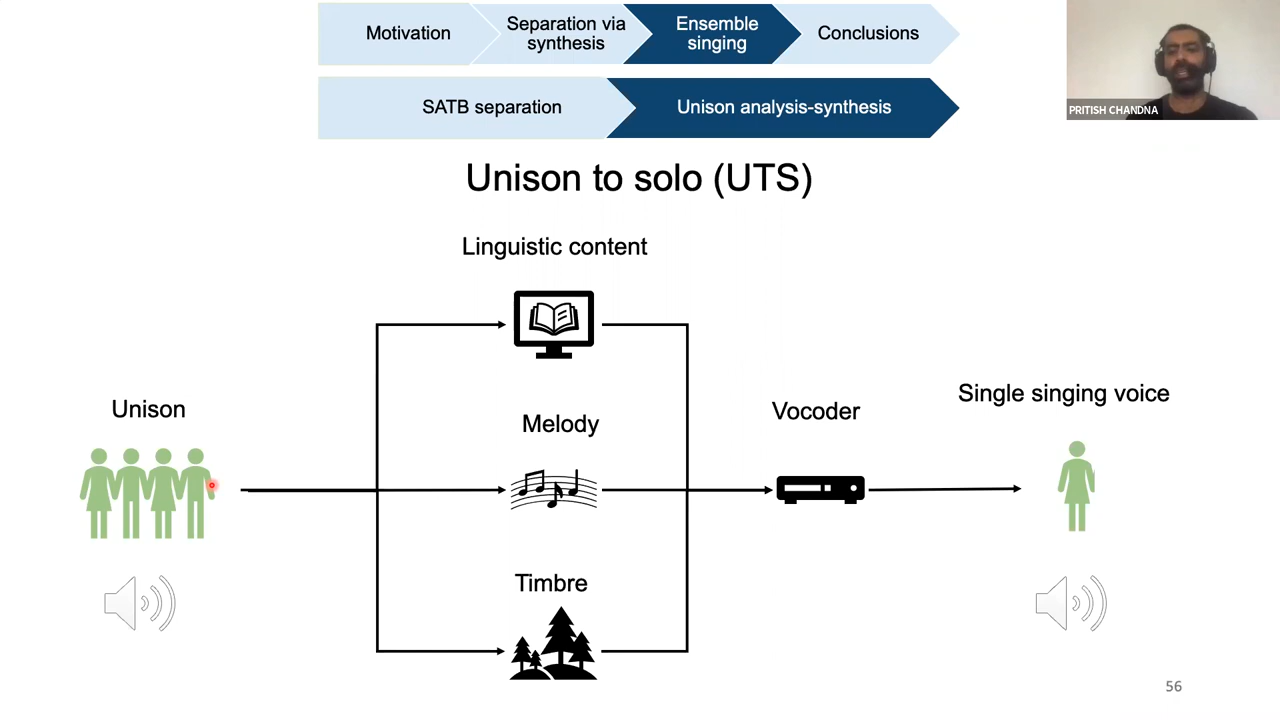 Motivation
Separation via
synthesis
Ensemble
singing
Conclusions
PRITISH CHANDNA
SATB separation
Unison analysis-synthesis
Unison to solo (UTS)
Linguistic content
Unison
Melody
Vocoder
Single singing voice
Timbre
56